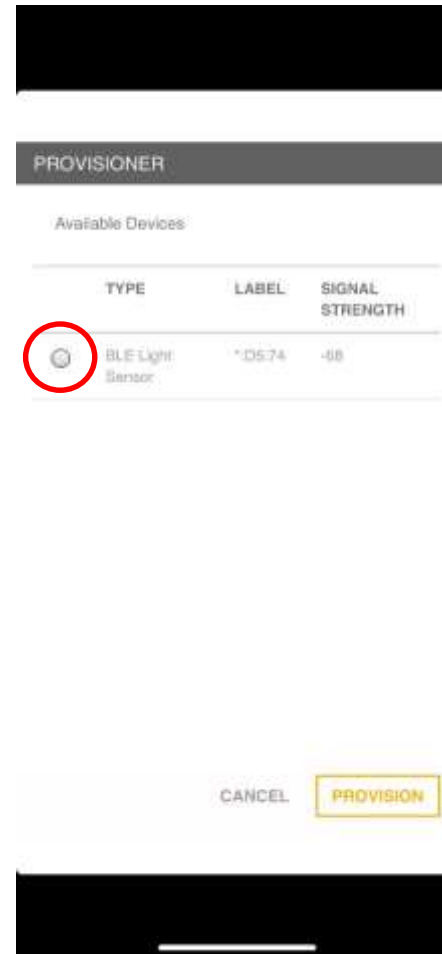 PROVISIONER
Available Devices
TYPE LABEL SIGNAL
STRENGTH
BLE Light *:D5:74 -68
Sensor
CANCEL PROVISION